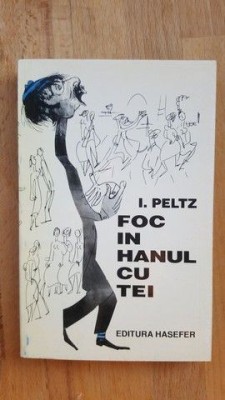 I. PELTZ
FOC
IN
HANUL
CU
TEI
EDITURA HASEFER